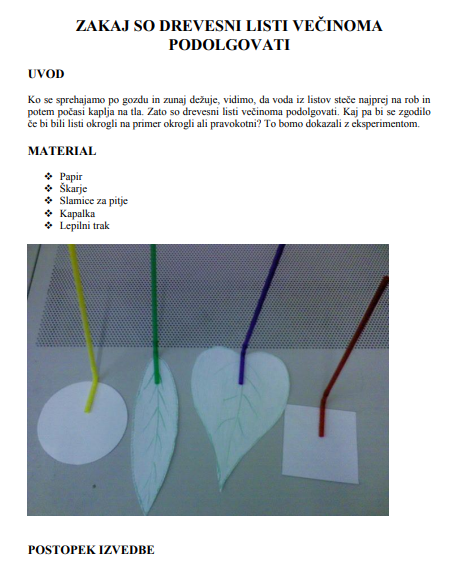 ZAKAJ SO DREVESNI LISTI VEČINOMA
PODOLGOVATI
UVOD
Ko se sprehajamo po gozdu in zunaj dežuje, vidimo, da voda iz listov steče najprej na rob in
potem počasi kaplja na tla. Zato so drevesni listi večinoma podolgovati. Kaj pa bi se zgodilo
če bi bili listi okrogli na primer okrogli ali pravokotni? To bomo dokazali z eksperimentom.
MATERIAL
❖ Papir
❖ Škarje
❖ Slamice za pitje
❖ Kapalka
❖ Lepilni trak
POSTOPEK IZVEDBE